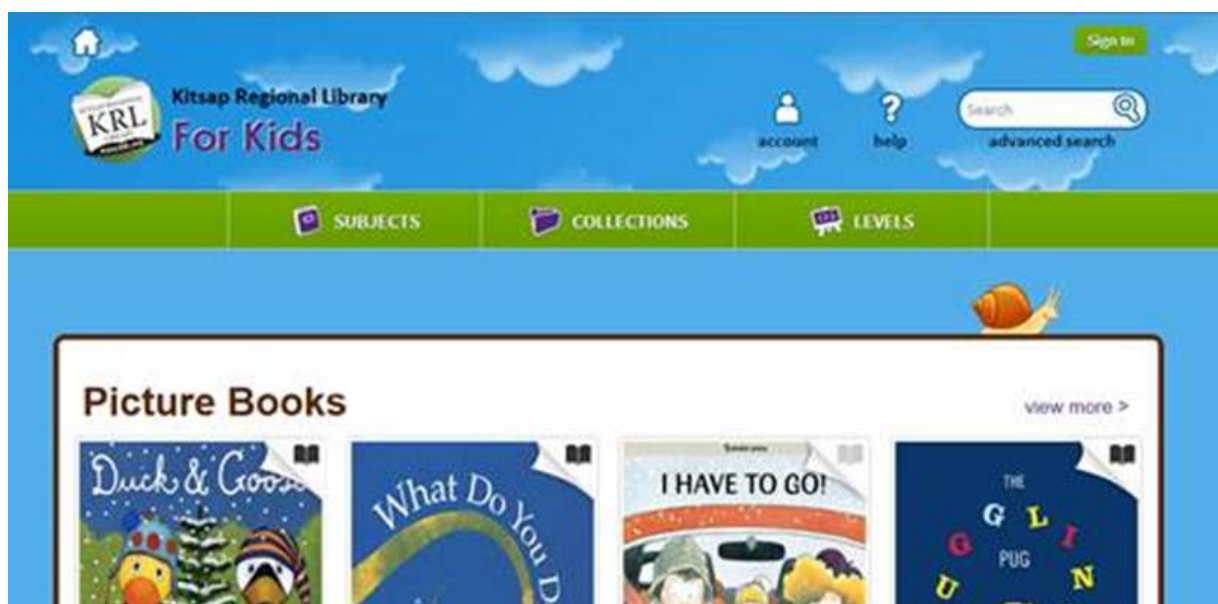 Sign In
Kitsap Regional Library
KRL
For Kids
Search
account
help
advanced search
SUBJECTS
COLLECTIONS
LEVELS
Picture Books
view more >
Duck & Goose
What Do You D
I HAVE TO GO!
THE
G L
G I
PUG
U N